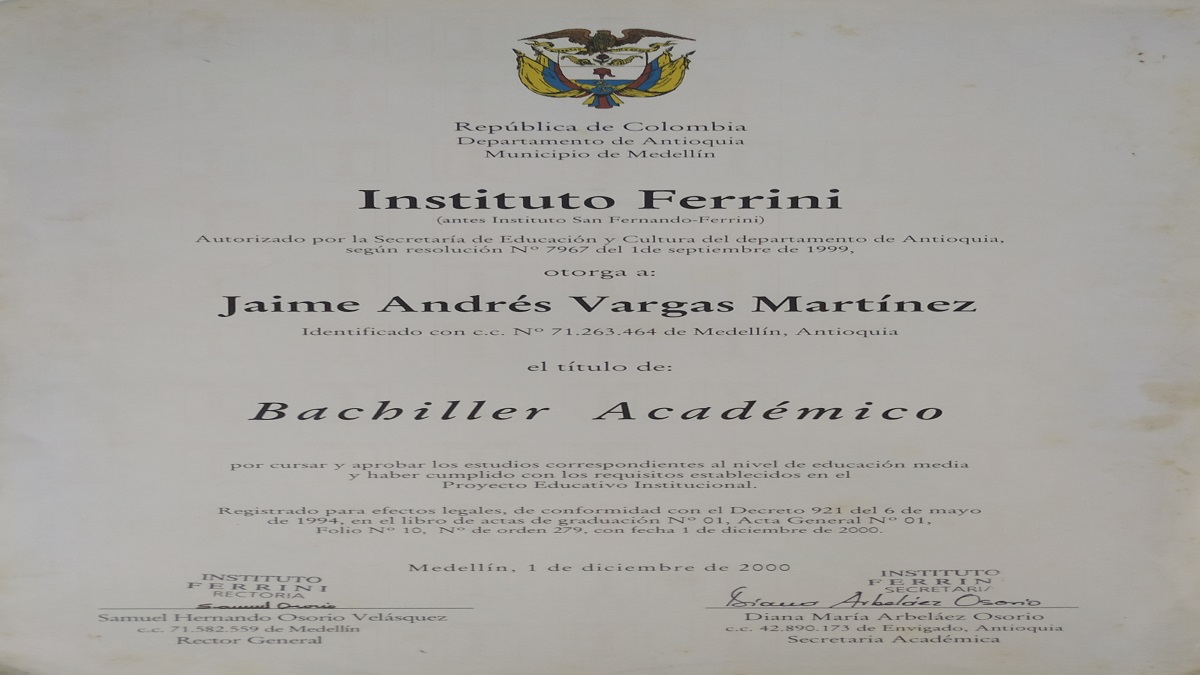 República de Colombia
Departamento de Antioquia
Municipio de Medellín
Instituto Ferrini
(antes Instituto San Fernando-Ferrini)
Autorizado por la Secretaría de Educación y Cultura del departamento de Antioquia,
según resolución Nº 7967 del 1de septiembre de 1999,
otorga a:
Jaime Andrés Vargas Martínez
Identificado con c.c. Nº 71.263.464 de Medellín, Antioquia
el título de:
Bachiller Académico
por cursar y aprobar los estudios correspondientes al nivel de educación media
y haber cumplido con los requisitos establecidos en el
Proyecto Educativo Institucional.
Registrado para efectos legales, de conformidad con el Decreto 921 del 6 de mayo
de 1994, en el libro de actas de graduación Nº 01, Acta General Nº 01,
Folio Nº 10, Nº de orden 279, con fecha 1 de diciembre de 2000.
Medellín, 1 de diciembre de 2000
INSTITUTO
FERRINI
RECTORIA
Samuel Osorio
Samuel Hernando Osorio Velásquez
c.c. 71.582.559 de Medellín
Rector General
INSTITUTO
FERRIN
SECRETARI
Diana Arbeláez Osorio
Diana María Arbeláez Osorio
c.c. 42.890.173 de Envigado, Antioquia
Secretaria Académica